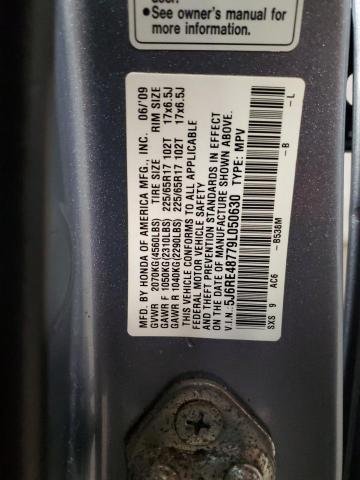 user.
●See owner's manual for
more information.
MFD. BY HONDA OF AMERICA MFG., INC. 06/'09
TIRE SIZE RIM SIZE
GVWR 2070KG(4560LBS)
GAWR F 1050KG(2310LBS) 225/65R17 102T 17x6.5J
GAWR R 1040KG(2290LBS) 225/65R17 102T 17x6.5J
THIS VEHICLE CONFORMS TO ALL APPLICABLE
FEDERAL MOTOR VEHICLE SAFETY
AND THEFT PREVENTION STANDARDS IN EFFECT
ON THE DATE OF MANUFACTURE SHOWN ABOVE.
V.I.N.: 5J6RE48779L050630 TYPE: MPV
SXS 9 AC6 -B538M -B -L